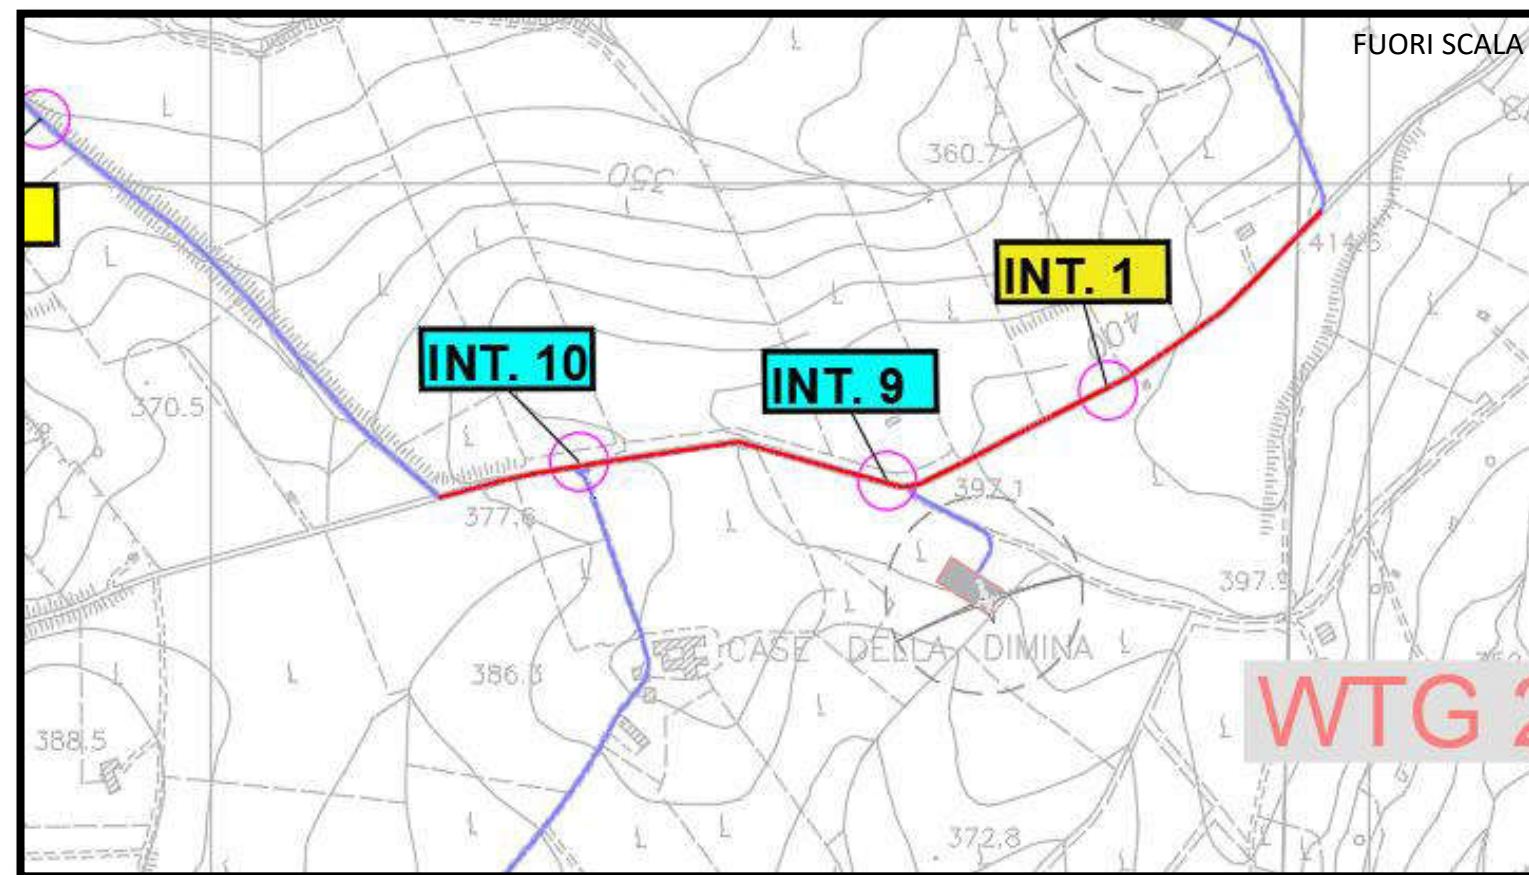 FUORI SCALA
360.7
350
414.6
INT. 1
400
INT. 10
INT. 9
370.5
377.6
397.1
397.9
CASE DELLA DIMINA
386.3
WTG 2
388.5
372.8